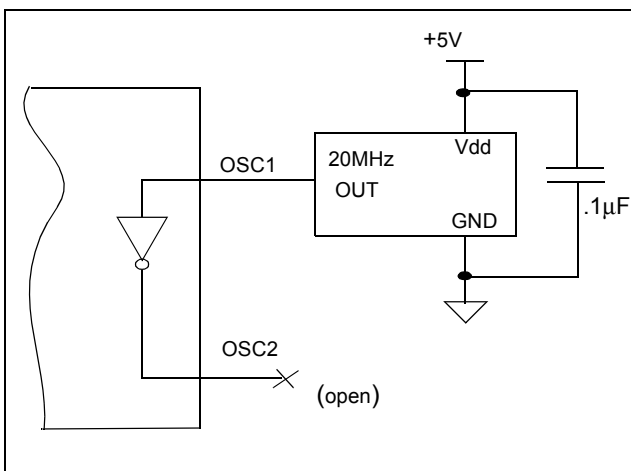 +5V
20MHz
Vdd
OSC1
OUT
.1µF
GND
OSC2
(open)